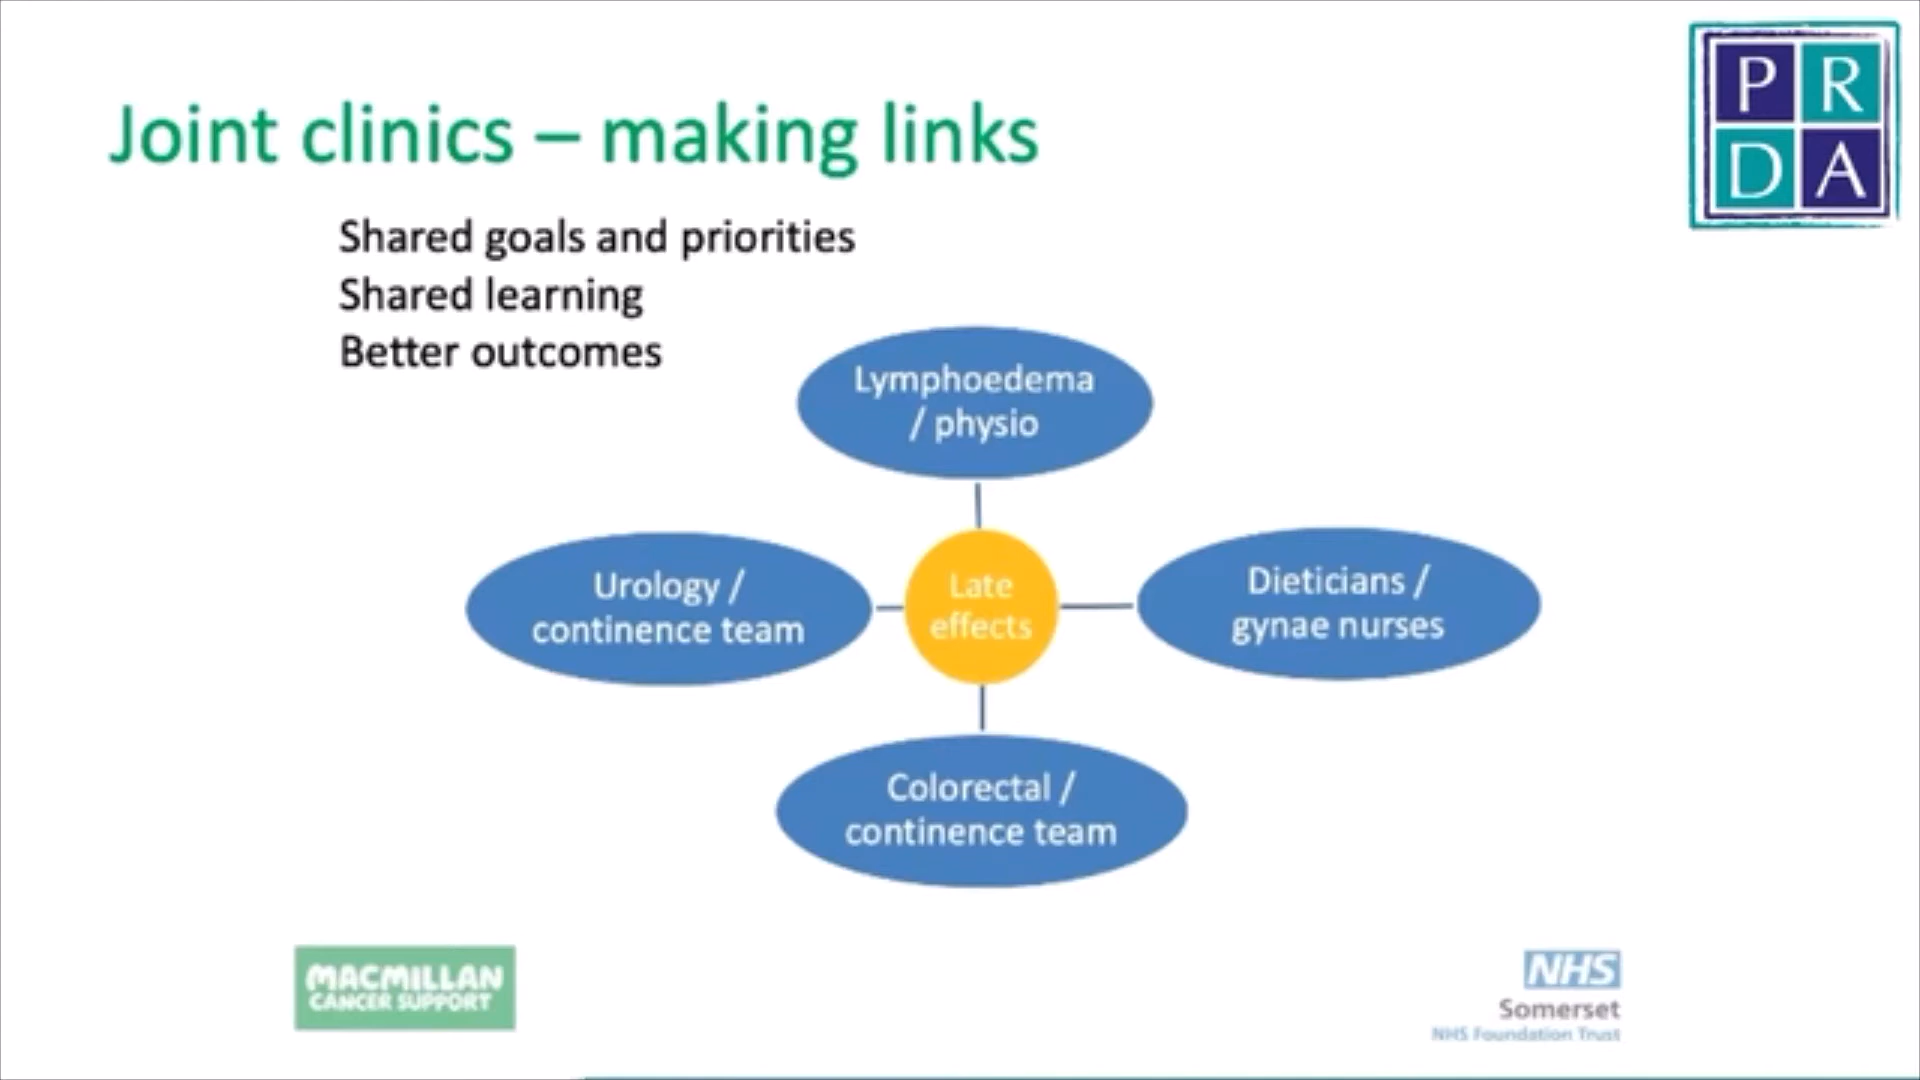 P R
D A
Joint clinics – making links
Shared goals and priorities
Shared learning
Better outcomes
Lymphoedema
/ physio
Urology /
continence team
Late
effects
Dieticians /
gynae nurses
Colorectal /
continence team
MACMILLAN
CANCER SUPPORT
NHS
Somerset
NHS Foundation Trust